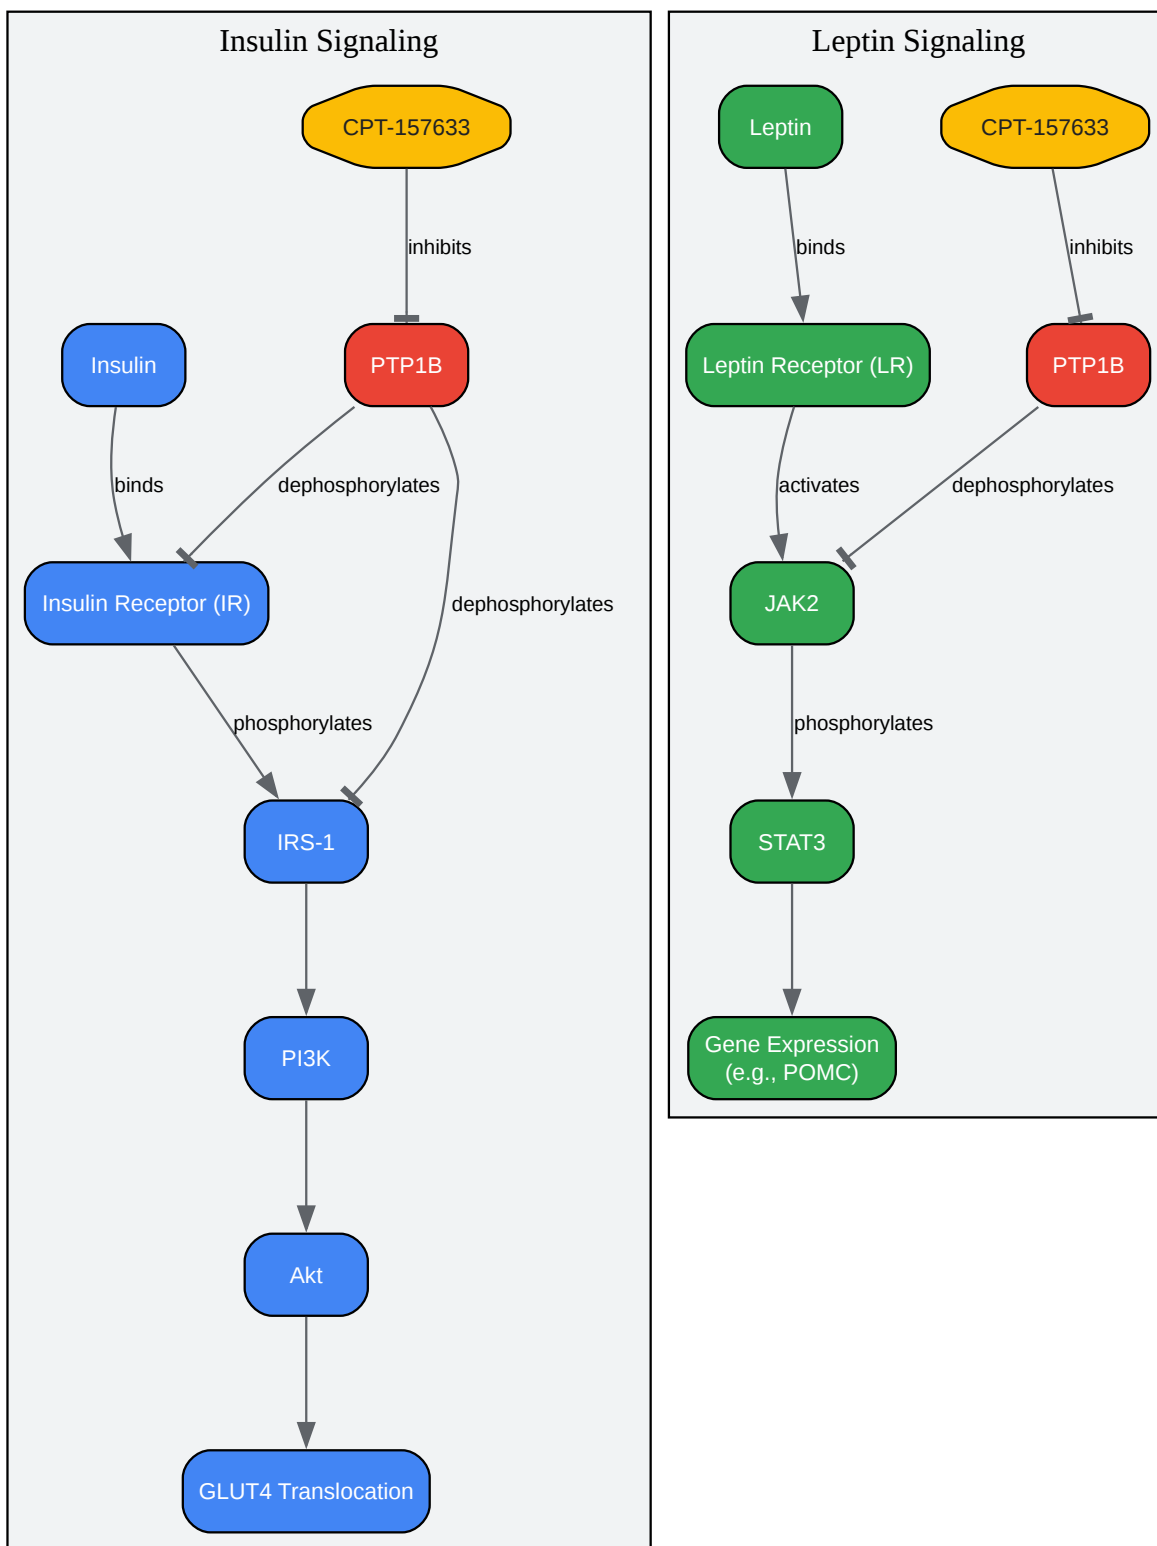 Insulin Signaling
CPT-157633
inhibits
Insulin
PTP1B
binds
dephosphorylates
Insulin Receptor (IR)
dephosphorylates
phosphorylates
IRS-1
PI3K
Akt
GLUT4 Translocation
Leptin Signaling
Leptin
CPT-157633
binds
inhibits
Leptin Receptor (LR)
PTP1B
activates
dephosphorylates
JAK2
phosphorylates
STAT3
Gene Expression
(e.g., POMC)